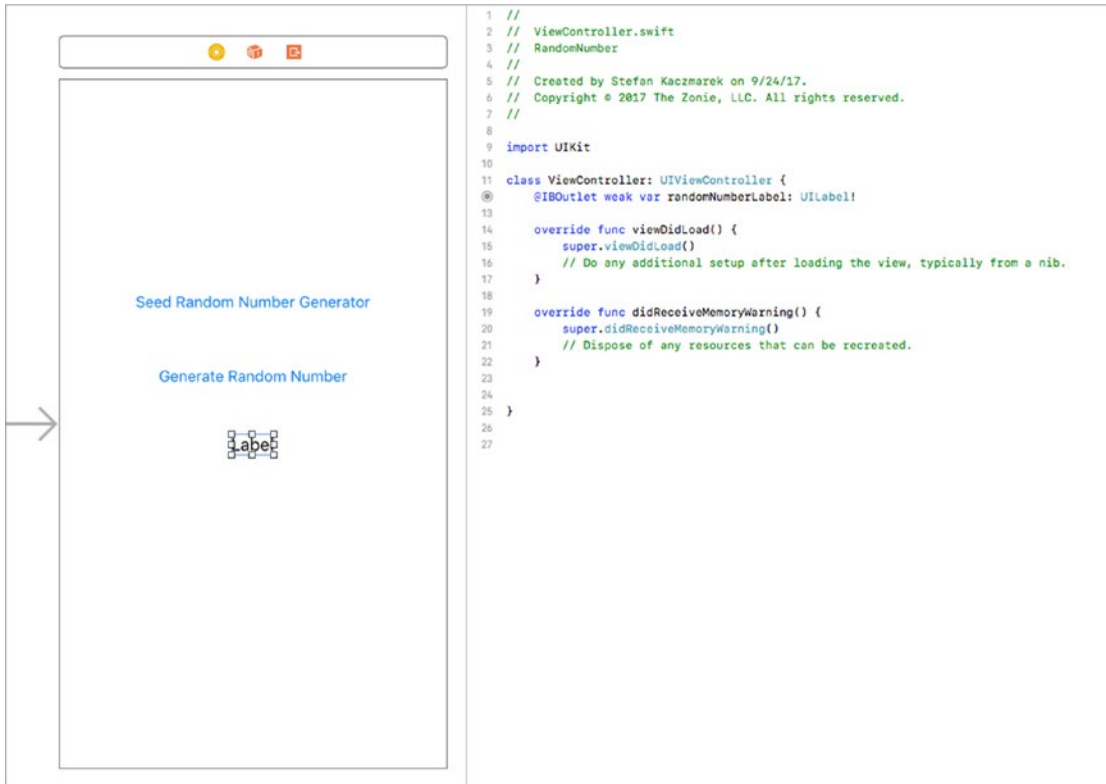 Seed Random Number Generator
Generate Random Number
Label
1 //
2 // ViewController.swift
3 // RandomNumber
4 //
5 // Created by Stefan Kaczmarek on 9/24/17.
6 // Copyright © 2017 The Zonie, LLC. All rights reserved.
7 //
8
9 import UIKit
10
11 class ViewController: UIViewController {
@IBOutlet weak var randomNumberLabel: UILabel!
13
14 override func viewDidLoad() {
15 super.viewDidLoad()
16 // Do any additional setup after loading the view, typically from a nib.
17 }
18
19 override func didReceiveMemoryWarning() {
20 super.didReceiveMemoryWarning()
21 // Dispose of any resources that can be recreated.
22 }
23
24
25 }
26
27